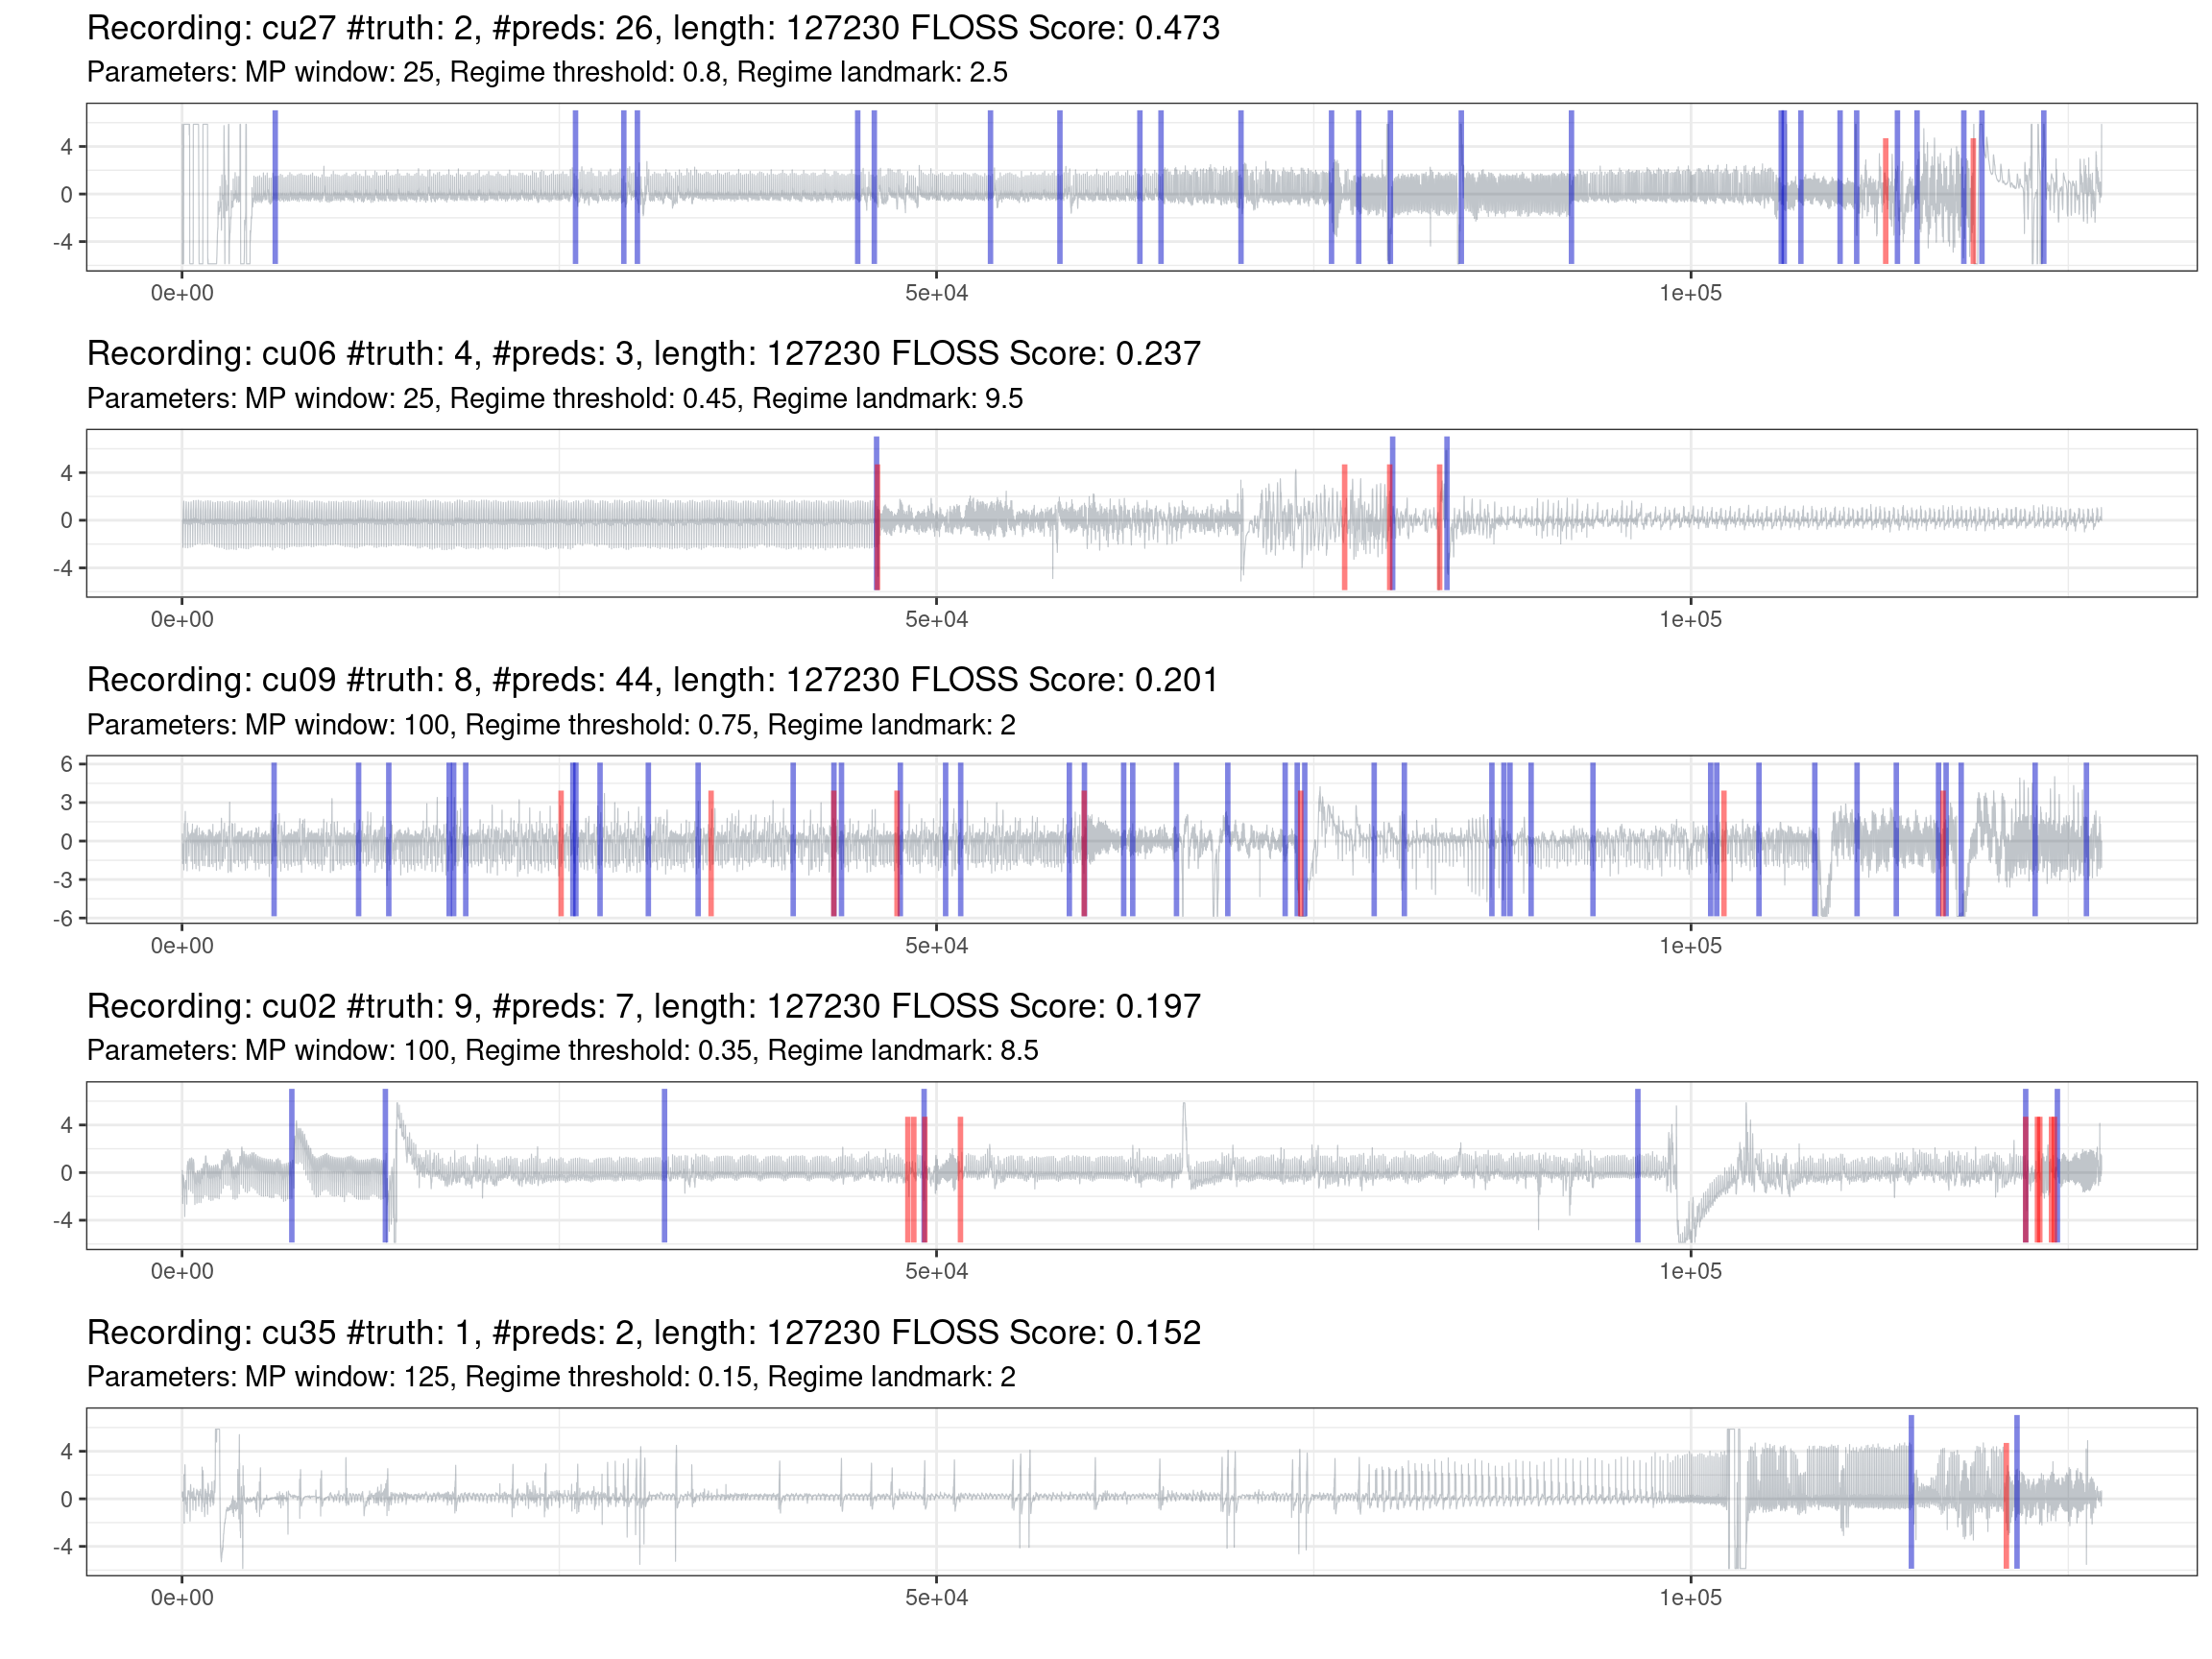 Recording: cu27 #truth: 2, #preds: 26, length: 127230 FLOSS Score: 0.473
Parameters: MP window: 25, Regime threshold: 0.8, Regime landmark: 2.5
4
0
-4
0e+00 5e+04 1e+05
Recording: cu06 #truth: 4, #preds: 3, length: 127230 FLOSS Score: 0.237
Parameters: MP window: 25, Regime threshold: 0.45, Regime landmark: 9.5
4
0
-4
0e+00 5e+04 1e+05
Recording: cu09 #truth: 8, #preds: 44, length: 127230 FLOSS Score: 0.201
Parameters: MP window: 100, Regime threshold: 0.75, Regime landmark: 2
6
3
0
-3
-6
0e+00 5e+04 1e+05
Recording: cu02 #truth: 9, #preds: 7, length: 127230 FLOSS Score: 0.197
Parameters: MP window: 100, Regime threshold: 0.35, Regime landmark: 8.5
4
0
-4
0e+00 5e+04 1e+05
Recording: cu35 #truth: 1, #preds: 2, length: 127230 FLOSS Score: 0.152
Parameters: MP window: 125, Regime threshold: 0.15, Regime landmark: 2
4
0
-4
0e+00 5e+04 1e+05